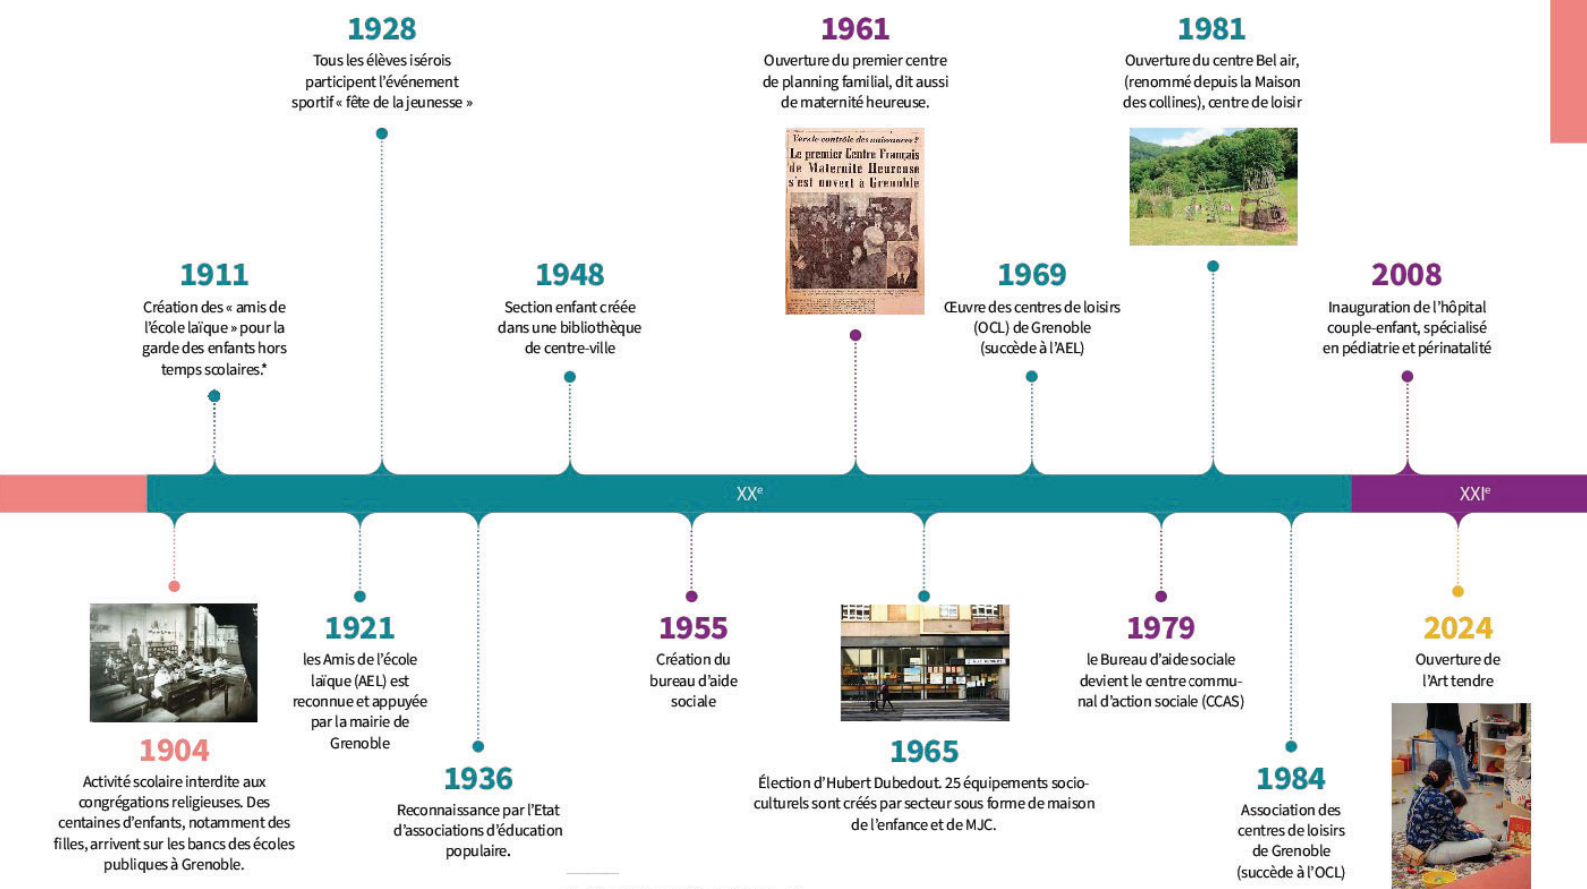 1928
Tous les élèves isérois
participent l’événement
sportif « fête de la jeunesse »
1961
Ouverture du premier centre
de planning familial, dit aussi
de maternité heureuse.
Vers le contrôle des naissances ?
Le premier Centre Français
de Maternité Heureuse
s'est ouvert à Grenoble
1981
Ouverture du centre Bel air,
(renommé depuis la Maison
des collines), centre de loisir
1911
Création des « amis de
l’école laïque » pour la
garde des enfants hors
temps scolaires.*
1948
Section enfant créée
dans une bibliothèque
de centre-ville
1969
Œuvre des centres de loisirs
(OCL) de Grenoble
(succède à l’AEL)
2008
Inauguration de l’hôpital
couple-enfant, spécialisé
en pédiatrie et périnatalité
XXe
XXIe
1904
Activité scolaire interdite aux
congrégations religieuses. Des
centaines d’enfants, notamment des
filles, arrivent sur les bancs des écoles
publiques à Grenoble.
1921
les Amis de l’école
laïque (AEL) est
reconnue et appuyée
par la mairie de
Grenoble
1936
Reconnaissance par l’Etat
d’associations d’éducation
populaire.
1955
Création du
bureau d’aide
sociale
1965
Élection d’Hubert Dubedout. 25 équipements socio-
culturels sont créés par secteur sous forme de maison
de l’enfance et de MJC.
1979
le Bureau d’aide sociale
devient le centre commu-
nal d’action sociale (CCAS)
1984
Association des
centres de loisirs
de Grenoble
(succède à l’OCL)
2024
Ouverture de
l’Art tendre